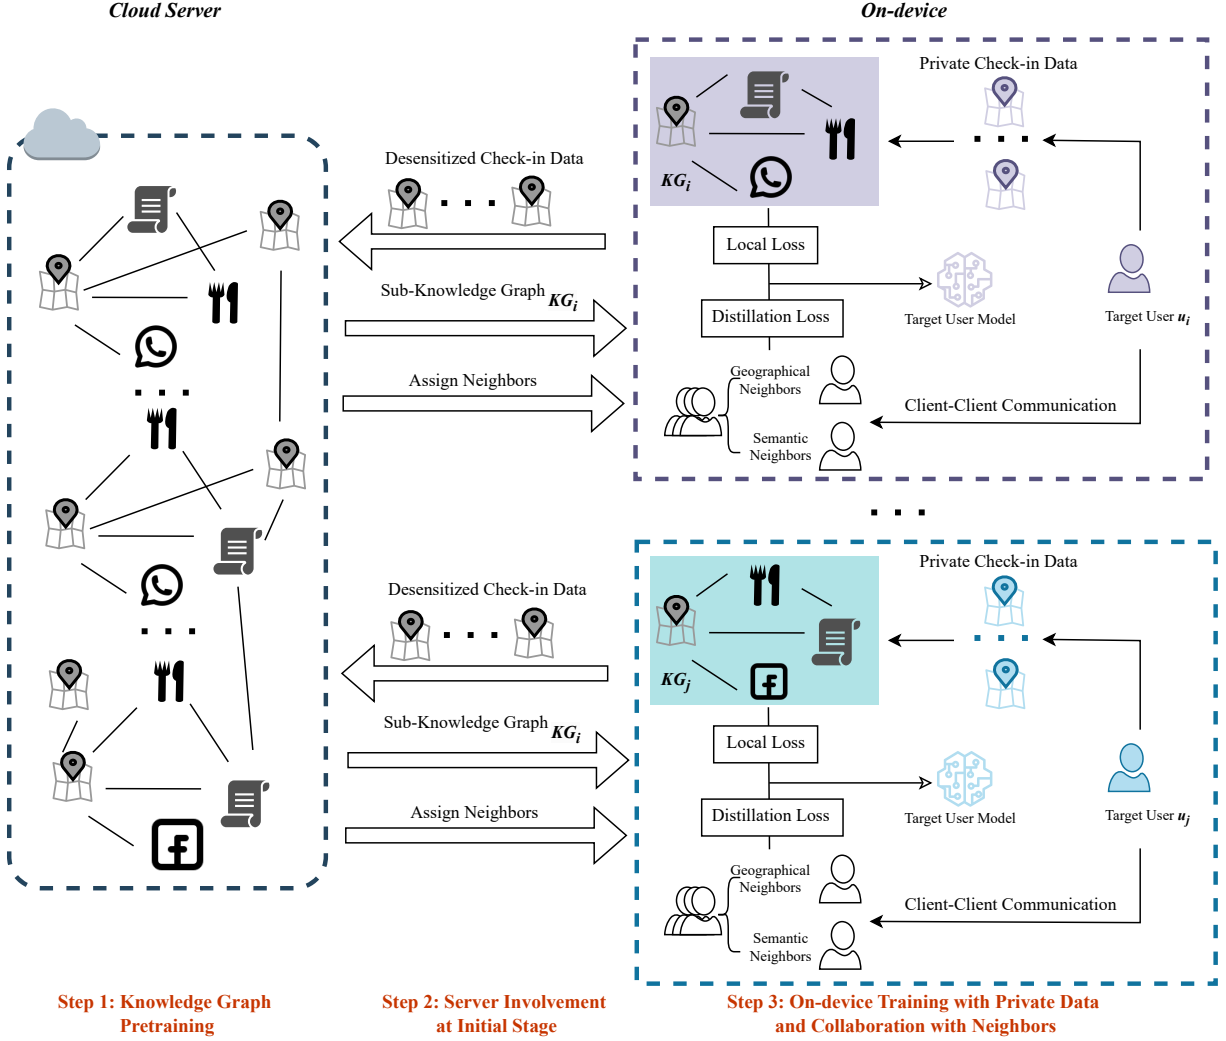 Cloud Server
On-device
Desensitized Check-in Data
Sub-Knowledge Graph KGi
Assign Neighbors
KGi
Private Check-in Data
Local Loss
Distillation Loss
Target User Model
Target User ui
Geographical
Neighbors
Semantic
Neighbors
Client-Client Communication
Desensitized Check-in Data
Sub-Knowledge Graph KGi
Assign Neighbors
KGj
Private Check-in Data
Local Loss
Distillation Loss
Target User Model
Target User uj
Geographical
Neighbors
Semantic
Neighbors
Client-Client Communication
Step 1: Knowledge Graph
Pretraining
Step 2: Server Involvement
at Initial Stage
Step 3: On-device Training with Private Data
and Collaboration with Neighbors